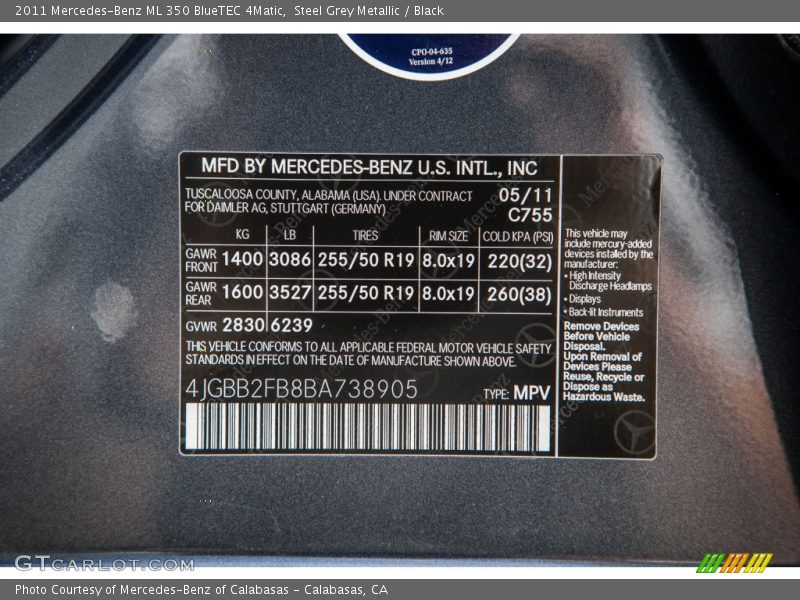 2011 Mercedes-Benz ML 350 BlueTEC 4Matic, Steel Grey Metallic / Black
CPO-04-635
Version 4/12
MFD BY MERCEDES-BENZ U.S. INTL., INC
TUSCALOOSA COUNTY, ALABAMA (USA). UNDER CONTRACT 05/11
FOR DAIMLER AG, STUTTGART (GERMANY) C755
KG LB TIRES RIM SIZE COLD KPA (PSI)
GAWR FRONT 1400 3086 255/50 R19 8.0x19 220(32)
GAWR REAR 1600 3527 255/50 R19 8.0x19 260(38)
GVWR 2830 6239
THIS VEHICLE CONFORMS TO ALL APPLICABLE FEDERAL MOTOR VEHICLE SAFETY
STANDARDS IN EFFECT ON THE DATE OF MANUFACTURE SHOWN ABOVE.
4JGBB2FB8BA738905 TYPE: MPV
This vehicle may
include mercury-added
devices installed by the
manufacturer:
• High Intensity
Discharge Headlamps
• Displays
• Back-lit Instruments
Remove Devices
Before Vehicle
Disposal.
Upon Removal of
Devices Please
Reuse, Recycle or
Dispose as
Hazardous Waste.
GTCARLOT.COM
Photo Courtesy of Mercedes-Benz of Calabasas - Calabasas, CA